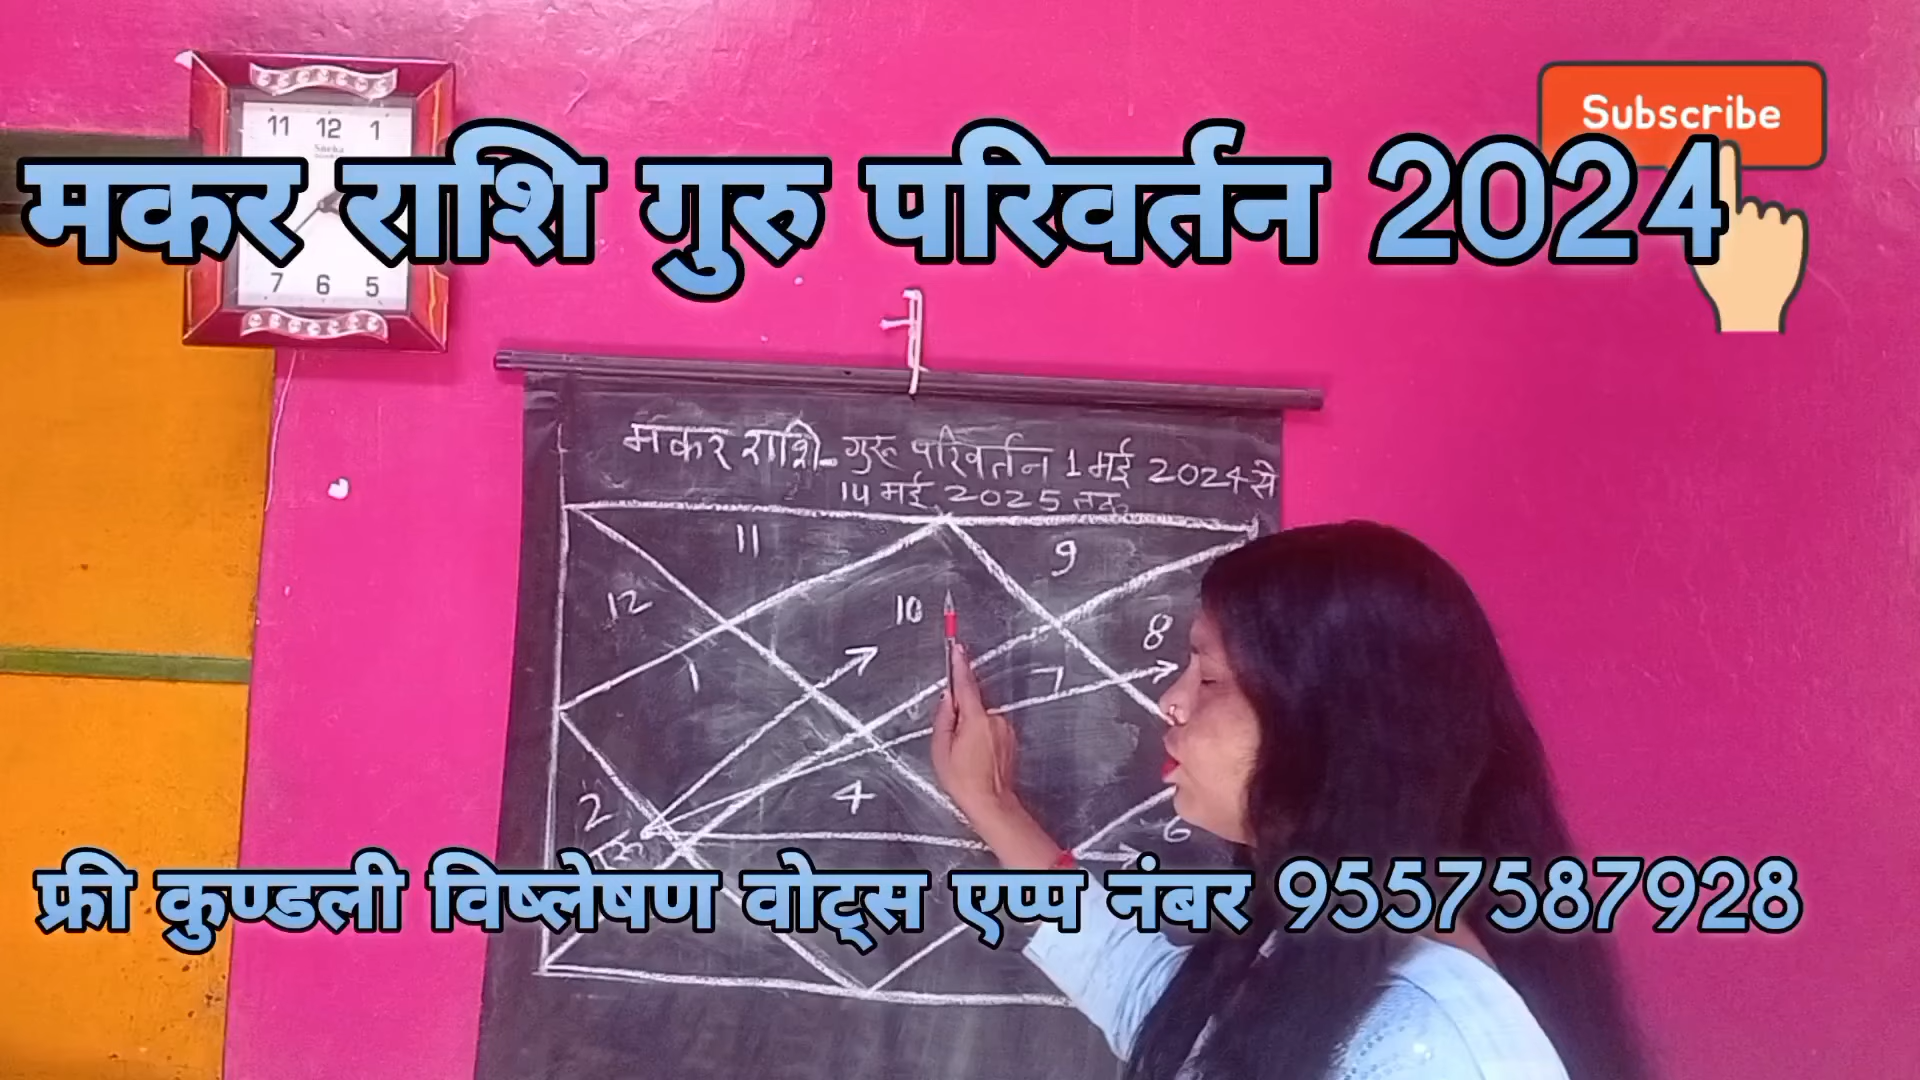 11 12 1
Subscribe
मकर राशि गुरु परिवर्तन 2024
7 6 5
मकर राशि - गुरू परिवर्तन 1 मई 2024 से
14 मई 2025 तक
11
9
12
10
8
1
7
2
4
6
फ्री कुण्डली विष्लेषण वोट्स एप्प नंबर 9557587928